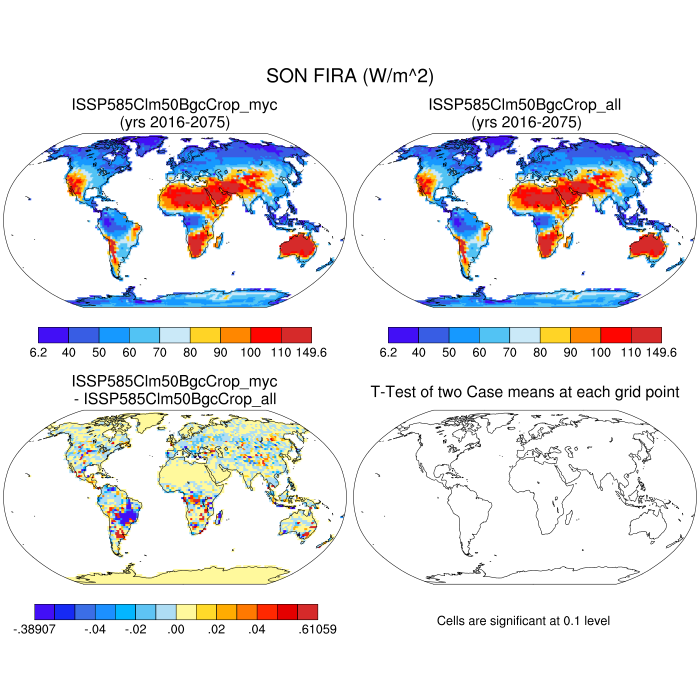 SON FIRA (W/m^2)
ISSP585Clm50BgcCrop_myc
(yrs 2016-2075)
ISSP585Clm50BgcCrop_all
(yrs 2016-2075)
6.2 40 50 60 70 80 90 100 110 149.6
6.2 40 50 60 70 80 90 100 110 149.6
ISSP585Clm50BgcCrop_myc
- ISSP585Clm50BgcCrop_all
T-Test of two Case means at each grid point
-.38907 -.04 -.02 .00 .02 .04 .61059
Cells are significant at 0.1 level